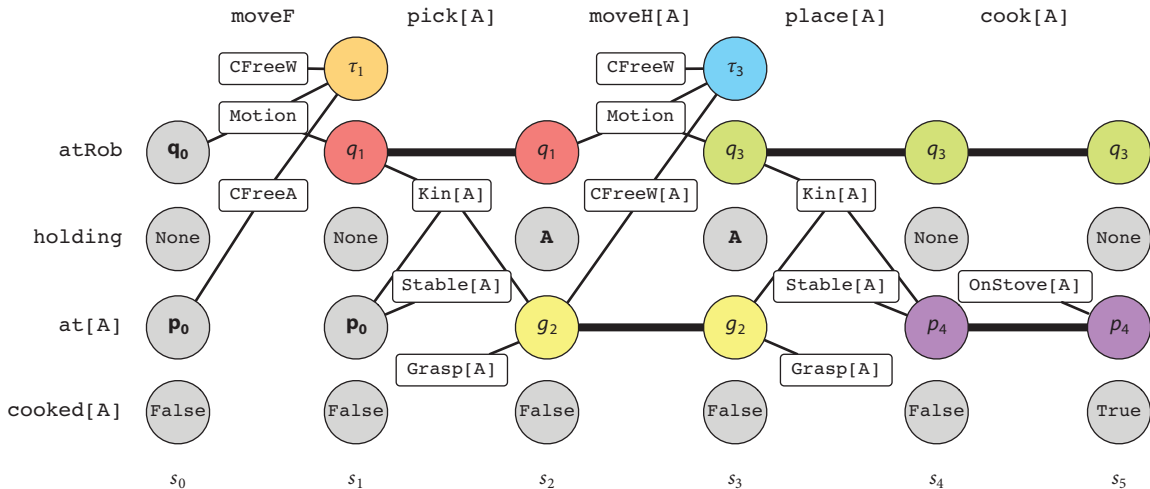 moveF pick[A] moveH[A] place[A] cook[A]
CFreeW τ1 CFreeW τ3
Motion Motion
atRob q0 q1 q1 q3 q3 q3
CFreeA Kin[A] CFreeW[A] Kin[A]
holding None None A A None None
Stable[A] Stable[A] OnStove[A]
at[A] p0 p0 g2 g2 p4 p4
Grasp[A] Grasp[A]
cooked[A] False False False False False True
s0 s1 s2 s3 s4 s5